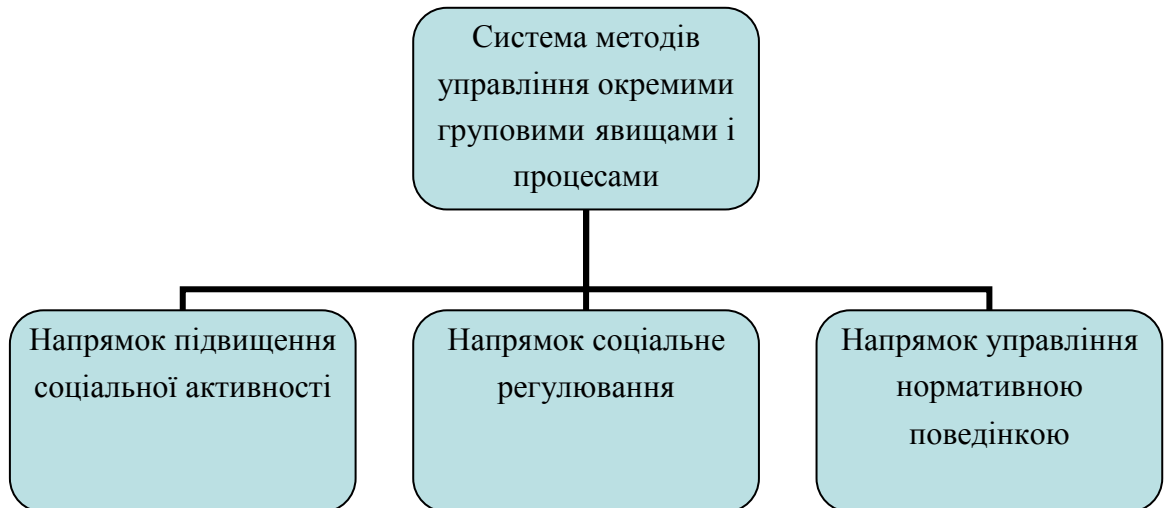 Система методів
управління окремими
груповими явищами і
процесами
Напрямок підвищення
соціальної активності
Напрямок соціальне
регулювання
Напрямок управління
нормативною
поведінкою